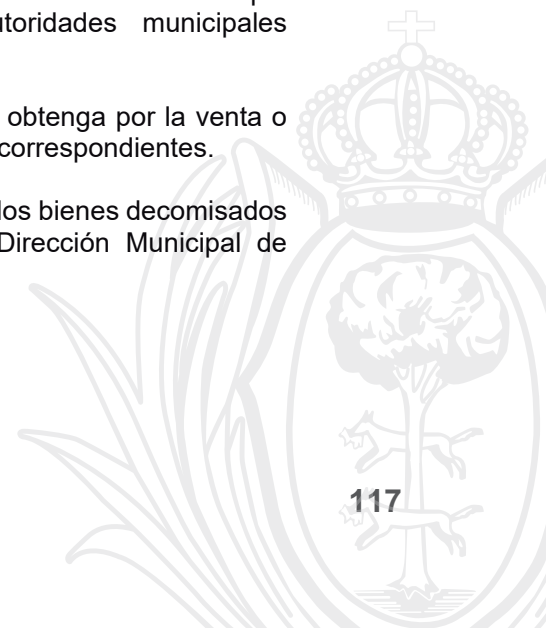 utoridades municipales
obtenga por la venta o
correspondientes.
los bienes decomisados
Dirección Municipal de
117